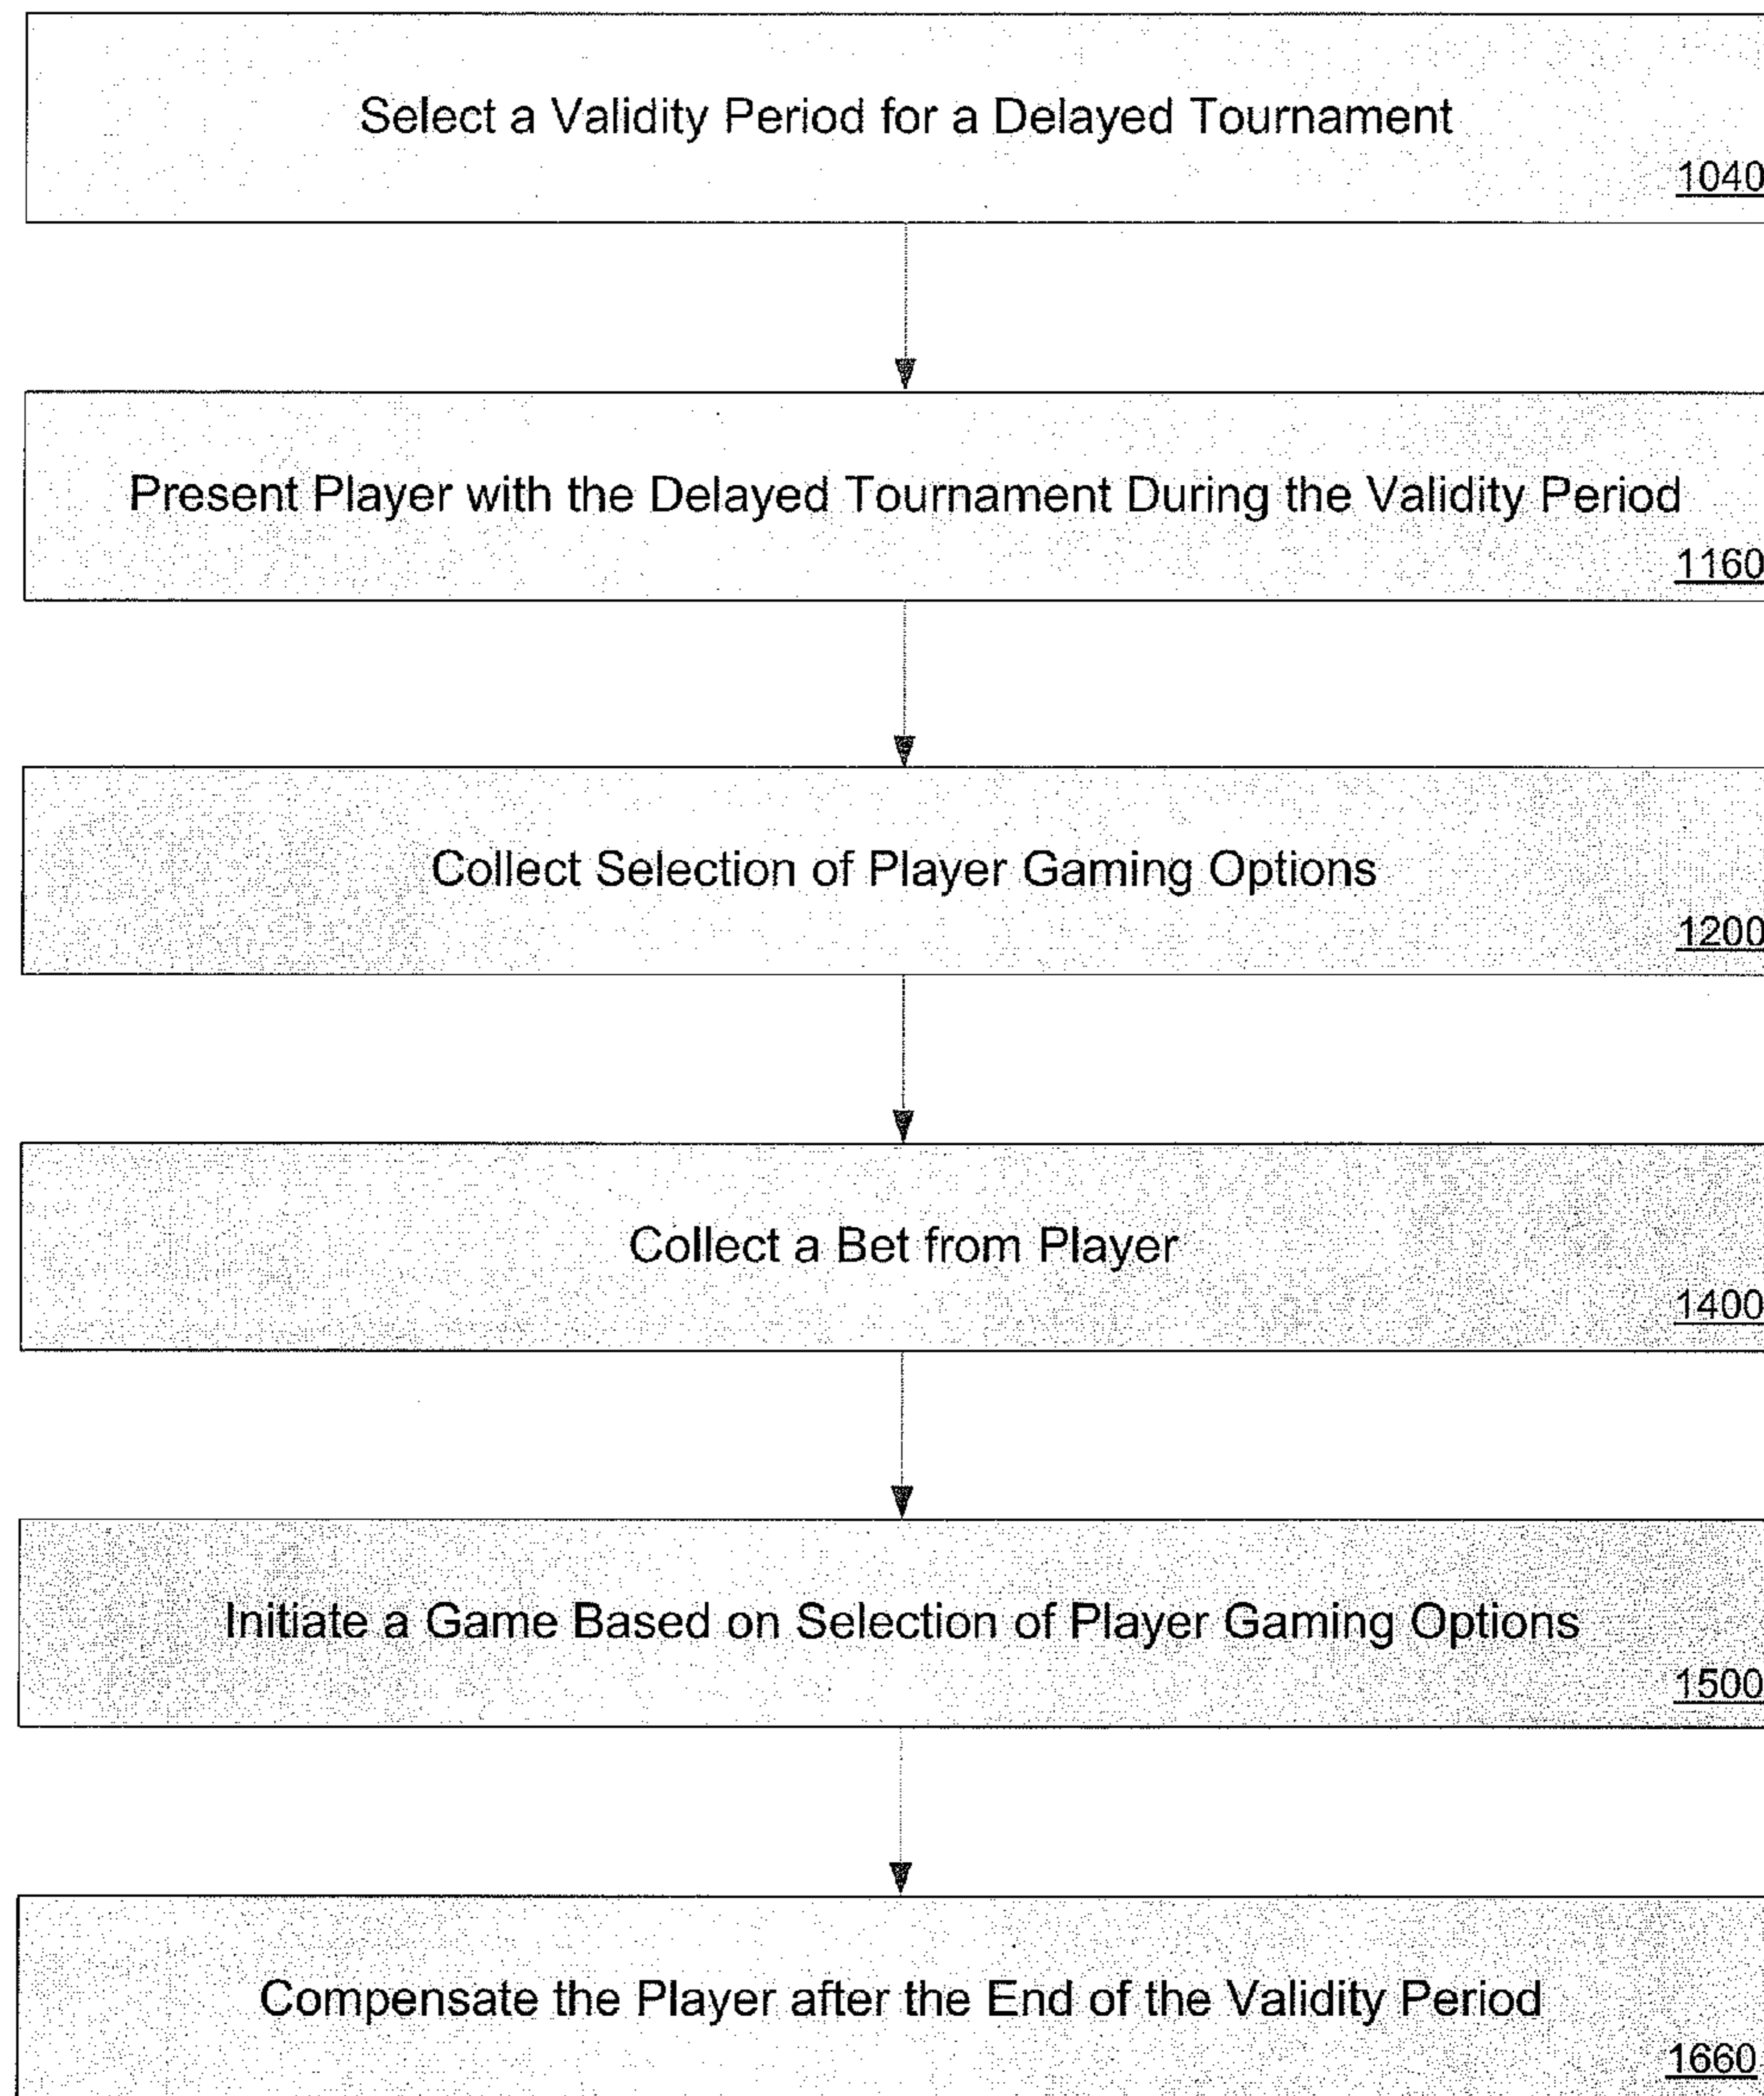 Select a Validity Period for a Delayed Tournament
1040
Present Player with the Delayed Tournament During the Validity Period
1160
Collect Selection of Player Gaming Options
1200
Collect a Bet from Player
1400
Initiate a Game Based on Selection of Player Gaming Options
1500
Compensate the Player after the End of the Validity Period
1660